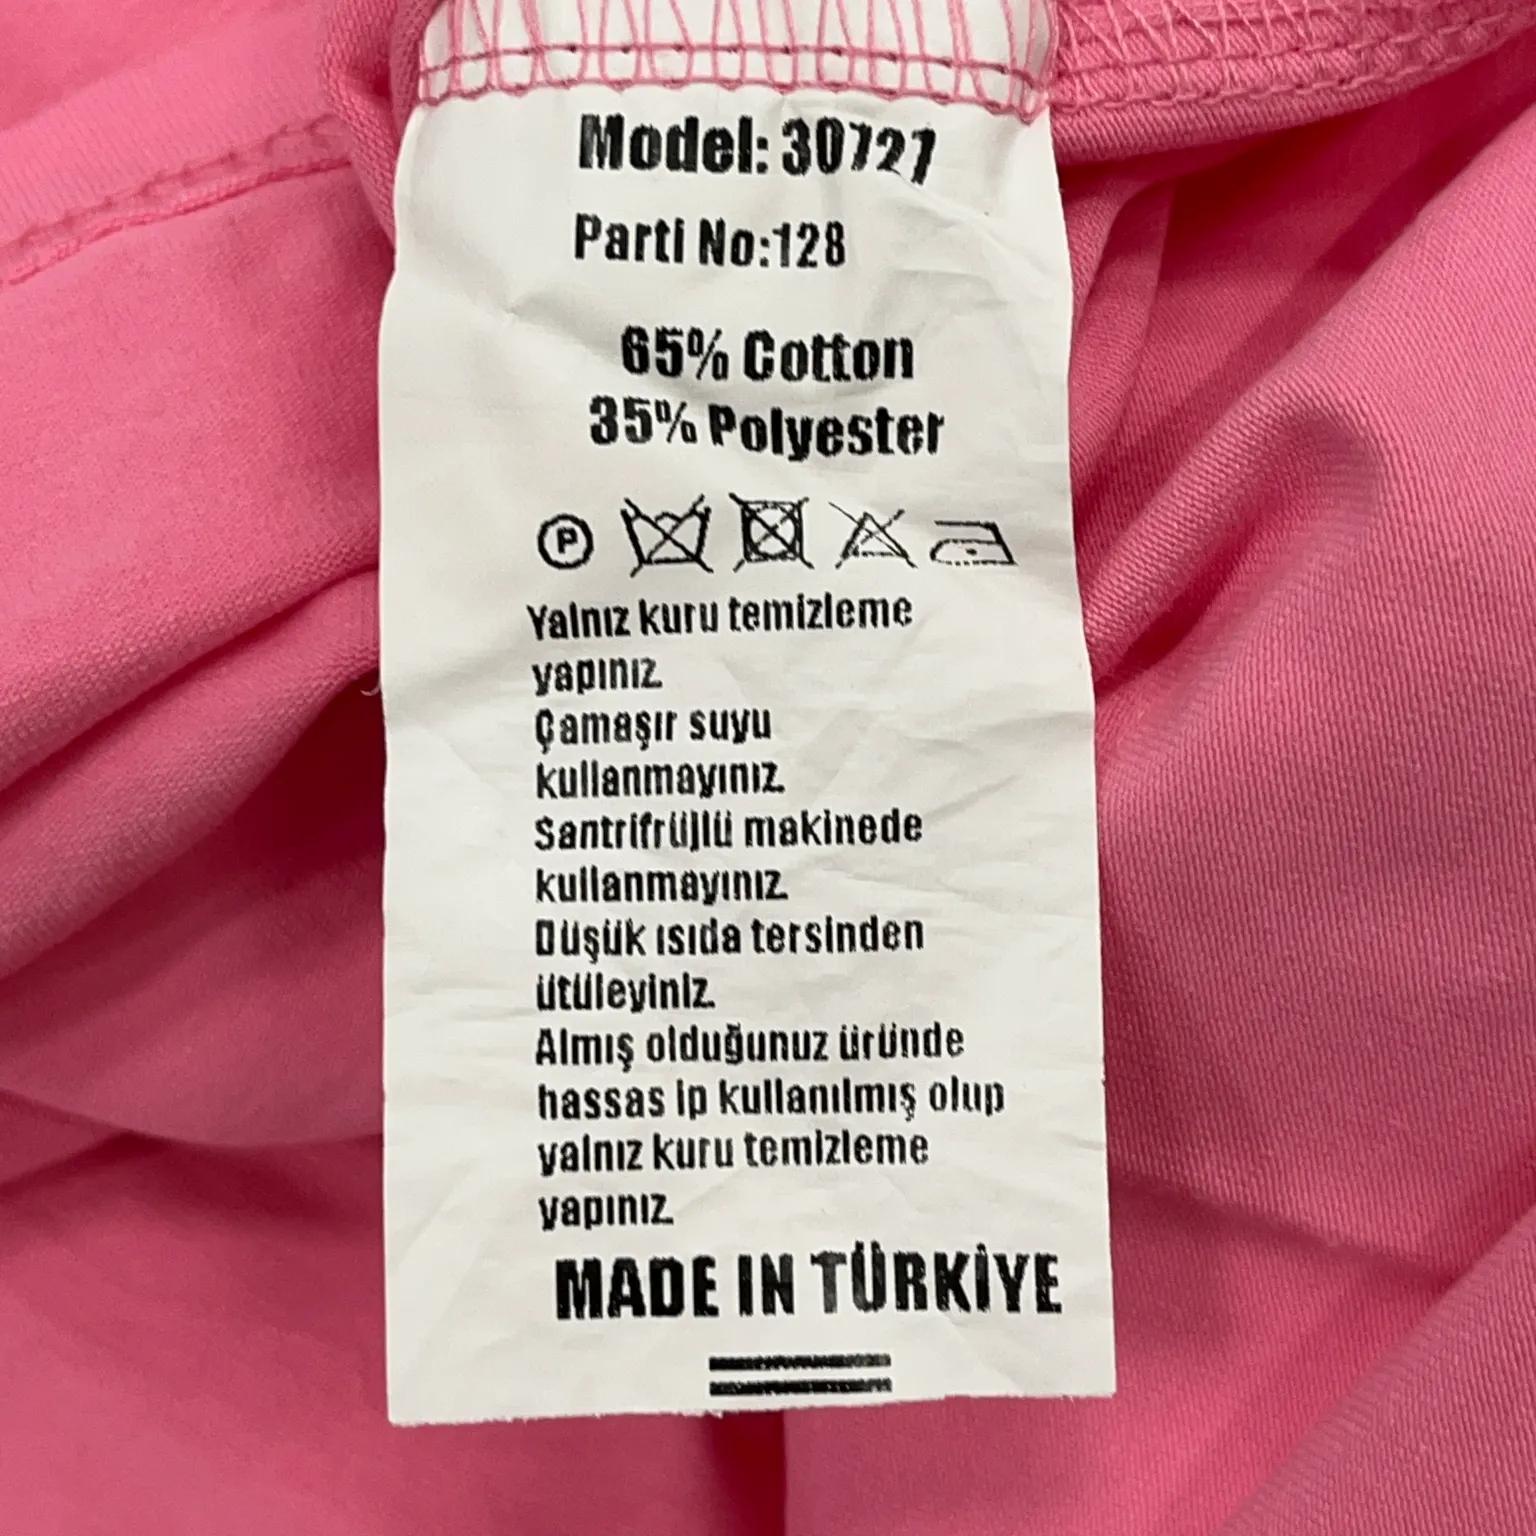 Model: 30727
Parti No:128
65% Cotton
35% Polyester
P
Yalnız kuru temizleme
yapınız.
Çamaşır suyu
kullanmayınız.
Santrifrüjlü makinede
kullanmayınız.
Düşük ısıda tersinden
ütüleyiniz.
Almış olduğunuz üründe
hassas ip kullanılmış olup
yalnız kuru temizleme
yapınız.
MADE IN TÜRKİYE